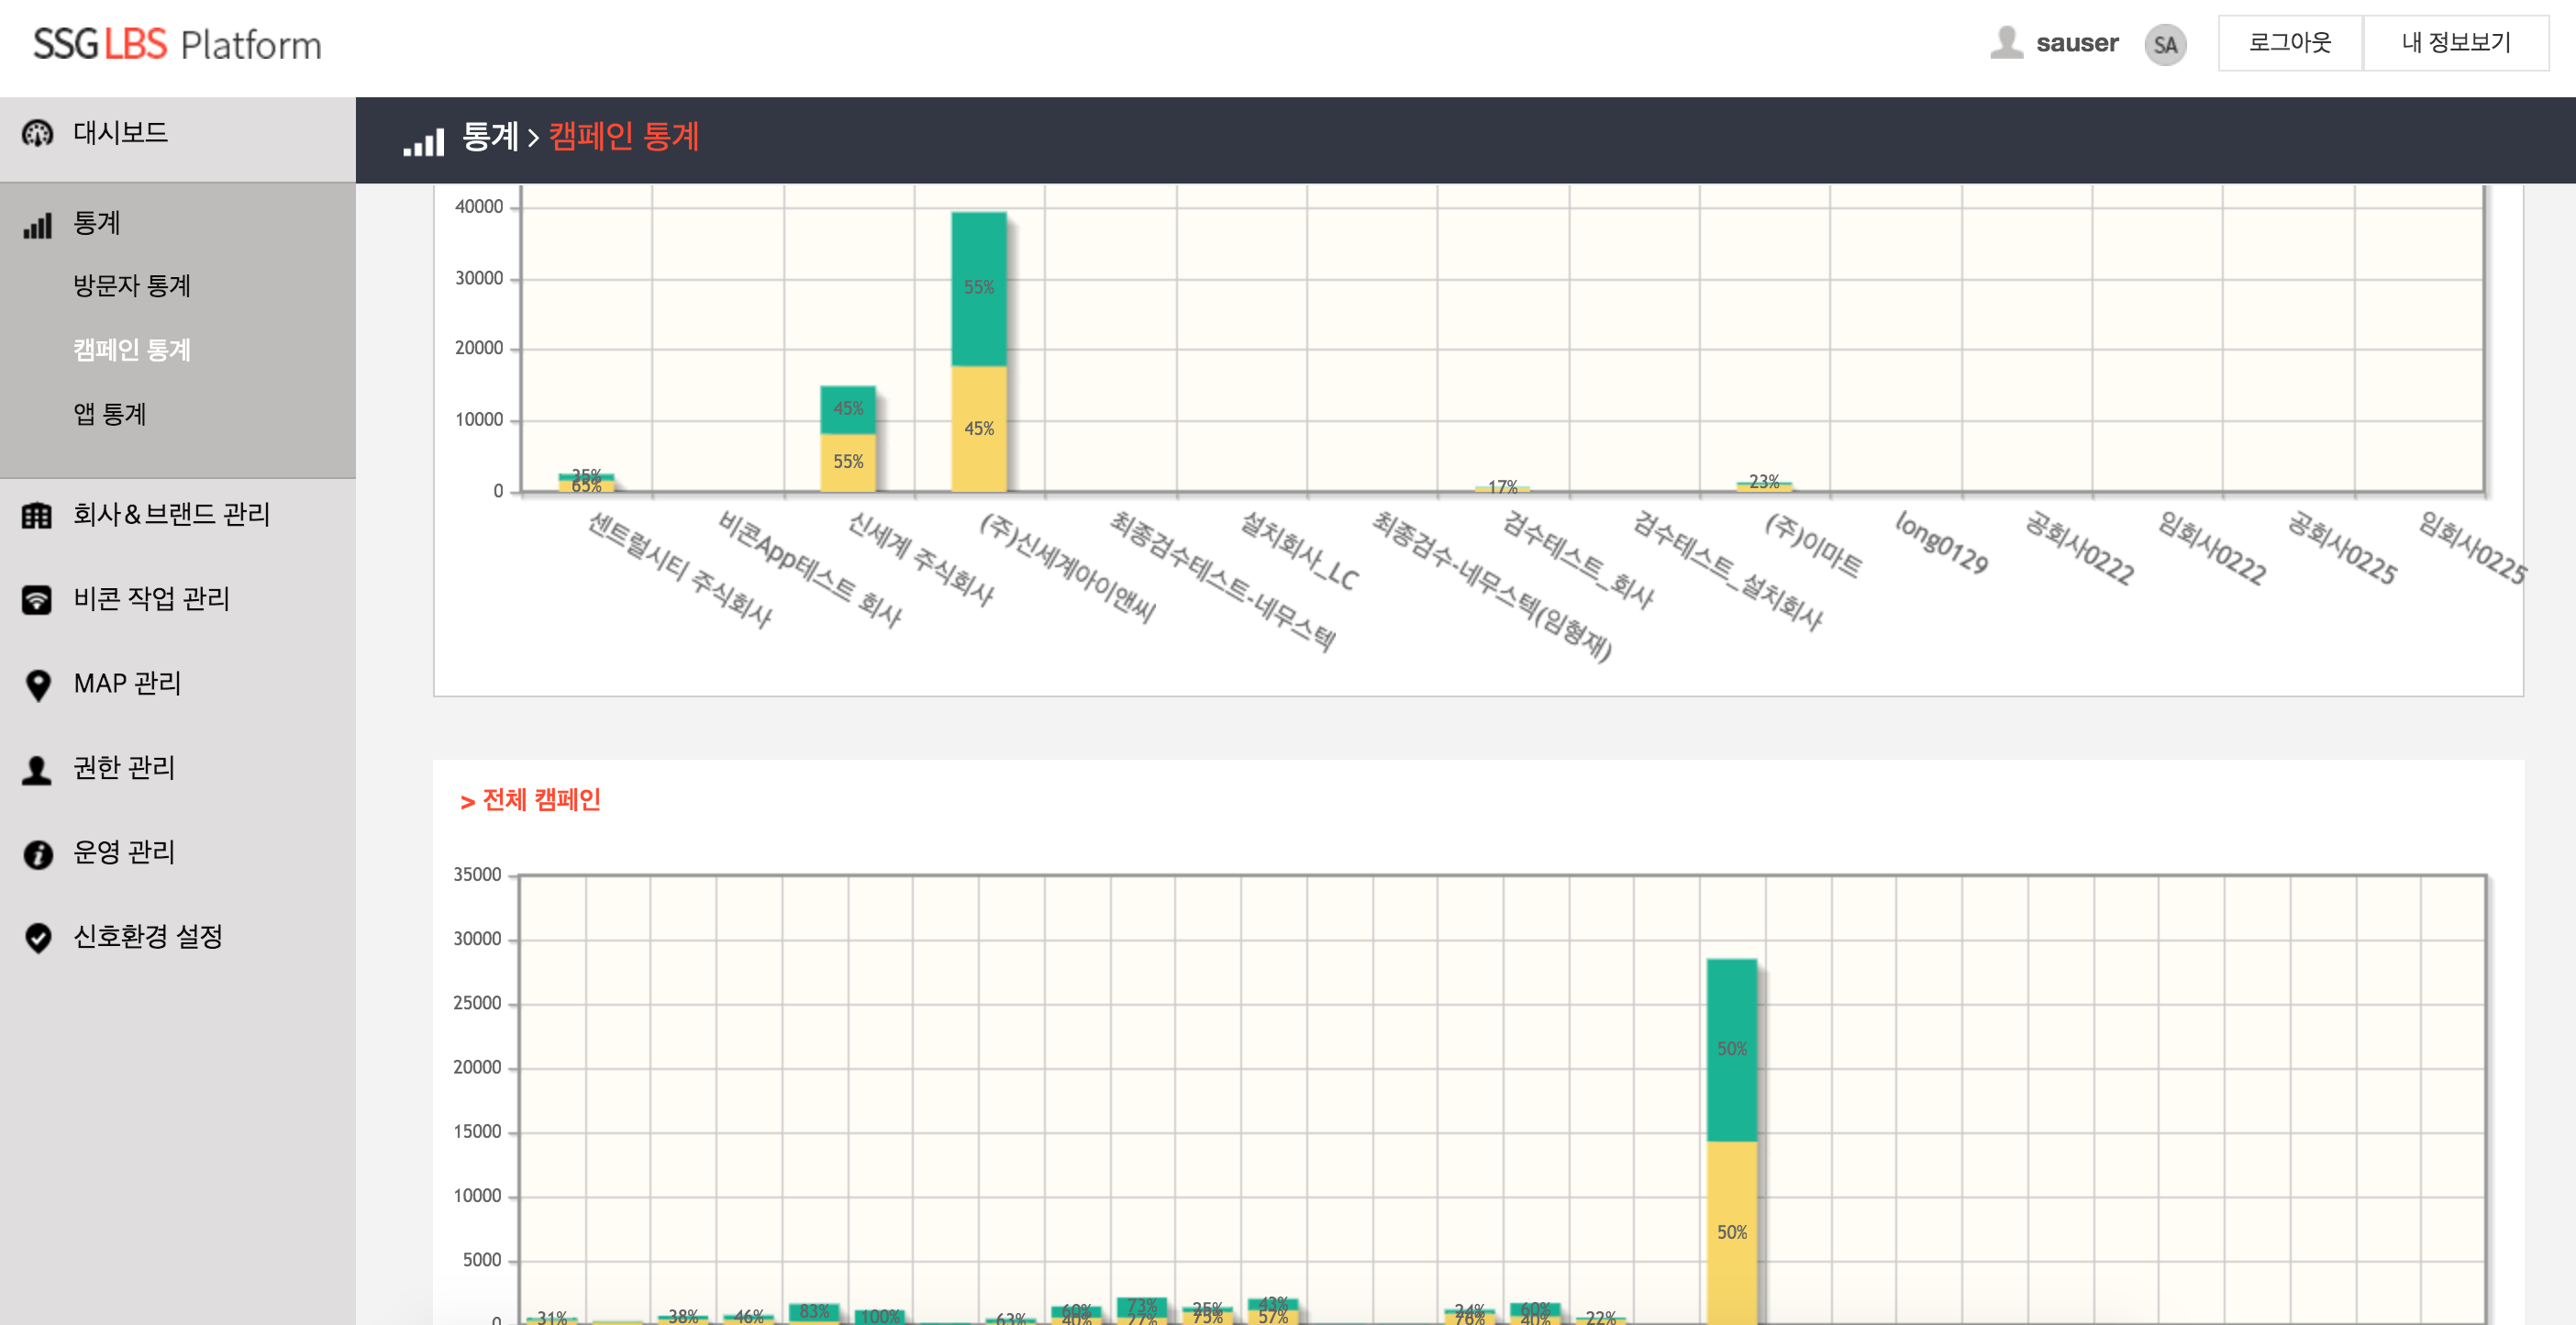 SSG LBS Platform
sauser
SA
로그아웃
내 정보보기
대시보드
통계
방문자 통계
캠페인 통계
앱 통계
회사&브랜드 관리
비콘 작업 관리
MAP 관리
권한 관리
운영 관리
신호환경 설정
통계 > 캠페인 통계
40000
30000
20000
10000
0
35%
65%
45%
55%
55%
45%
17%
23%
센트럴시티 주식회사
비콘App테스트 회사
신세계 주식회사
(주)신세계아이앤씨
최종검수테스트-네무스텍
설치회사_LC
최종검수-네무스텍(임형재)
검수테스트_회사
검수테스트_설치회사
(주)이마트
long0129
공회사0222
임회사0222
공회사0225
임회사0225
> 전체 캠페인
35000
30000
25000
20000
15000
10000
5000
0
31%
38%
46%
83%
100%
63%
60%
40%
73%
27%
25%
75%
43%
57%
24%
76%
60%
40%
22%
50%
50%